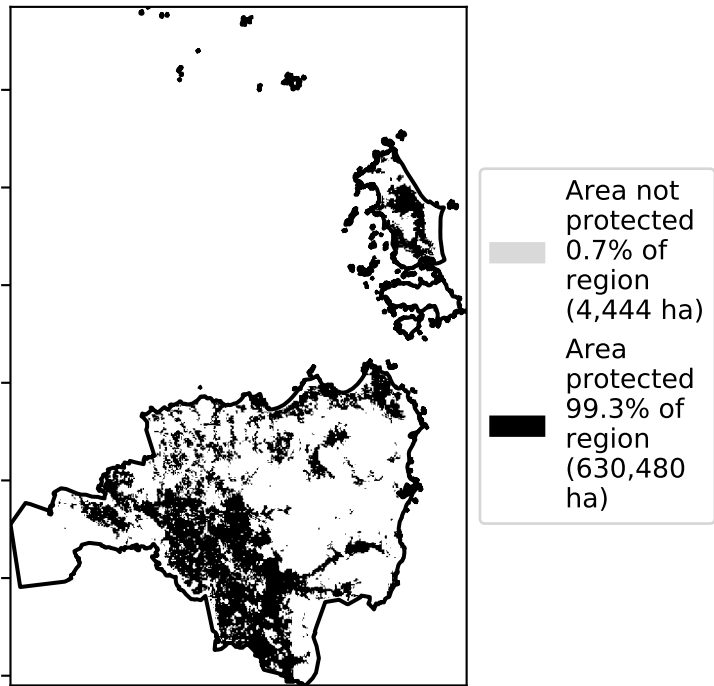 Area not
protected
0.7% of
region
(4,444 ha)
Area
protected
99.3% of
region
(630,480
ha)